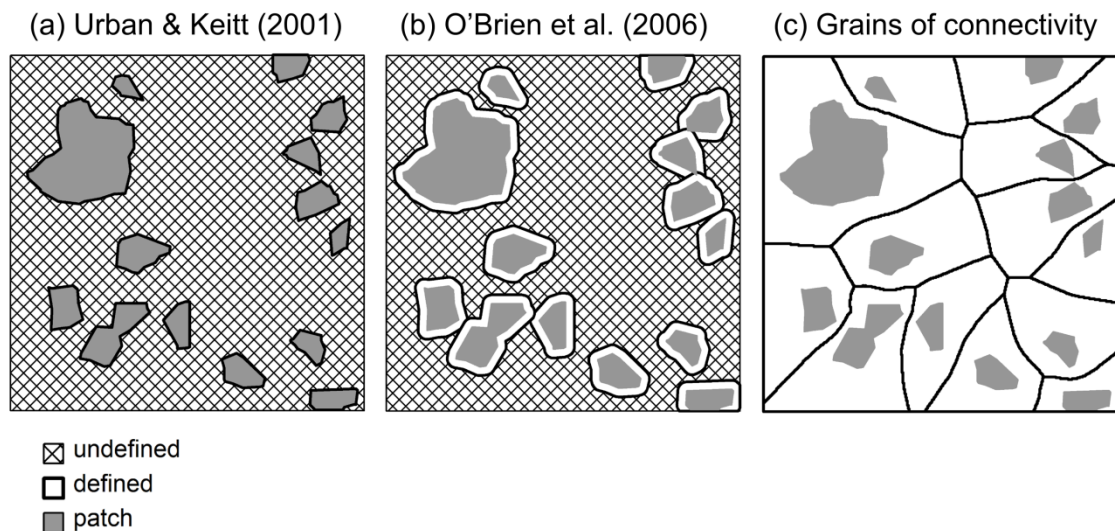 (a) Urban & Keitt (2001)
(b) O’Brien et al. (2006)
(c) Grains of connectivity
undefined
defined
patch